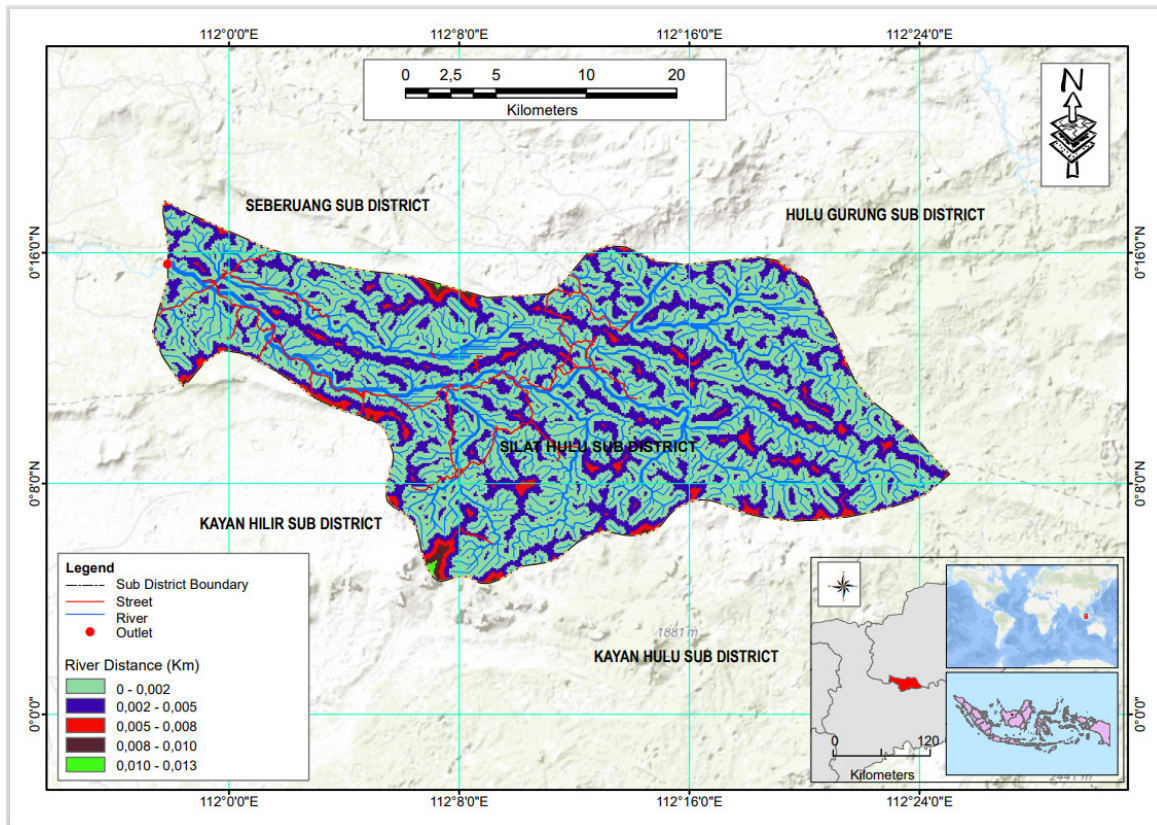 112°0'0"E 112°8'0"E 112°16'0"E 112°24'0"E
0 2,5 5 10 20
Kilometers
N
SEBERUANG SUB DISTRICT
HULU GURUNG SUB DISTRICT
0°16'0"N 0°16'0"N
SILAT HULU SUB DISTRICT
0°8'0"N 0°8'0"N
KAYAN HILIR SUB DISTRICT
1881 m
KAYAN HULU SUB DISTRICT
0°0'0" 0°0'0"
Legend
Sub District Boundary
Street
River
Outlet
River Distance (Km)
0 - 0,002
0,002 - 0,005
0,005 - 0,008
0,008 - 0,010
0,010 - 0,013
0 120
Kilometers
2441 m
112°0'0"E 112°8'0"E 112°16'0"E 112°24'0"E